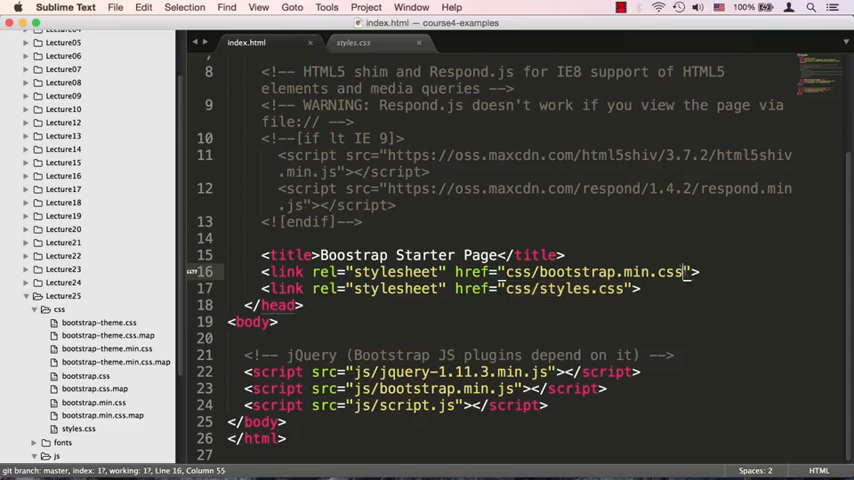 Sublime Text File Edit Selection Find View Goto Tools Project Window Help 100%
index.html — course4-examples
Lecture05
Lecture06
Lecture07
Lecture08
Lecture09
Lecture10
Lecture11
Lecture12
Lecture13
Lecture14
Lecture15
Lecture16
Lecture17
Lecture18
Lecture19
Lecture20
Lecture21
Lecture22
Lecture23
Lecture24
Lecture25
css
bootstrap-theme.css
bootstrap-theme.css.map
bootstrap-theme.min.css
bootstrap-theme.min.css.map
bootstrap.css
bootstrap.css.map
bootstrap.min.css
bootstrap.min.css.map
styles.css
fonts
js
index.html × styles.css ×
8 <!-- HTML5 shim and Respond.js for IE8 support of HTML5
elements and media queries -->
9 <!-- WARNING: Respond.js doesn't work if you view the page via
file:// -->
10 <!--[if lt IE 9]>
11 <script src="https://oss.maxcdn.com/html5shiv/3.7.2/html5shiv
.min.js"></script>
12 <script src="https://oss.maxcdn.com/respond/1.4.2/respond.min
.js"></script>
13 <![endif]-->
14
15 <title>Boostrap Starter Page</title>
16 <link rel="stylesheet" href="css/bootstrap.min.css">
17 <link rel="stylesheet" href="css/styles.css">
18 </head>
19 <body>
20
21 <!-- jQuery (Bootstrap JS plugins depend on it) -->
22 <script src="js/jquery-1.11.3.min.js"></script>
23 <script src="js/bootstrap.min.js"></script>
24 <script src="js/script.js"></script>
25 </body>
26 </html>
27
git branch: master, index: 1?, working: 1?, Line 16, Column 55 Spaces: 2 HTML